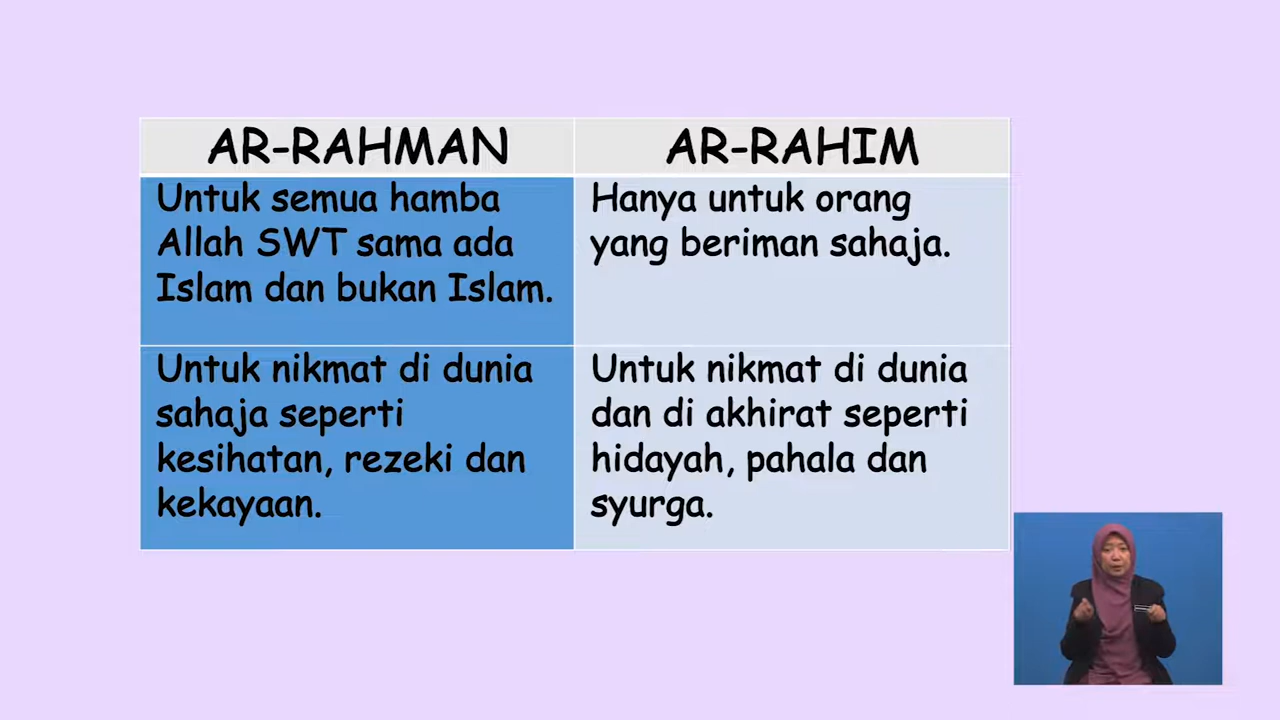 AR-RAHMAN
AR-RAHIM
Untuk semua hamba
Allah SWT sama ada
Islam dan bukan Islam.
Hanya untuk orang
yang beriman sahaja.
Untuk nikmat di dunia
sahaja seperti
kesihatan, rezeki dan
kekayaan.
Untuk nikmat di dunia
dan di akhirat seperti
hidayah, pahala dan
syurga.